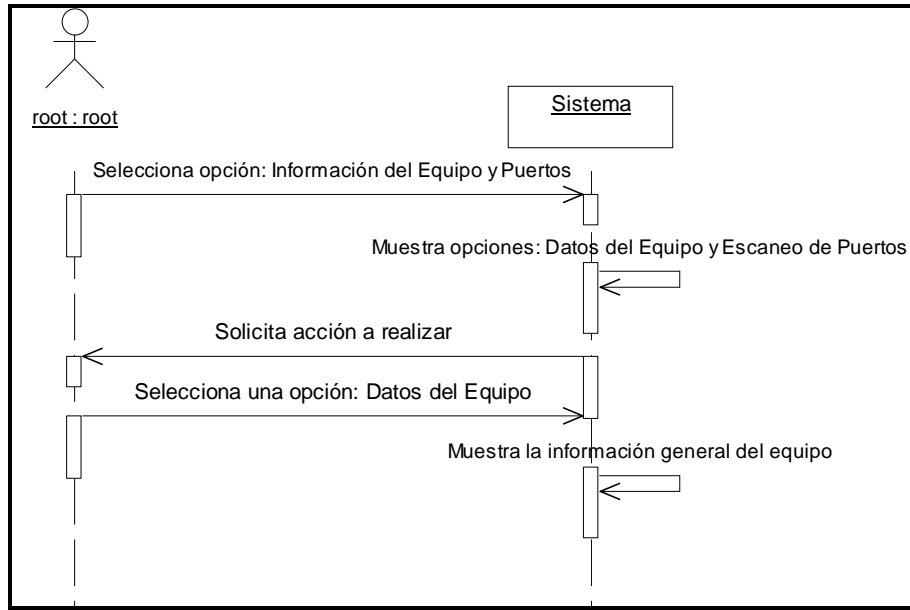 root : root
Sistema
Selecciona opción: Información del Equipo y Puertos
Muestra opciones: Datos del Equipo y Escaneo de Puertos
Solicita acción a realizar
Selecciona una opción: Datos del Equipo
Muestra la información general del equipo